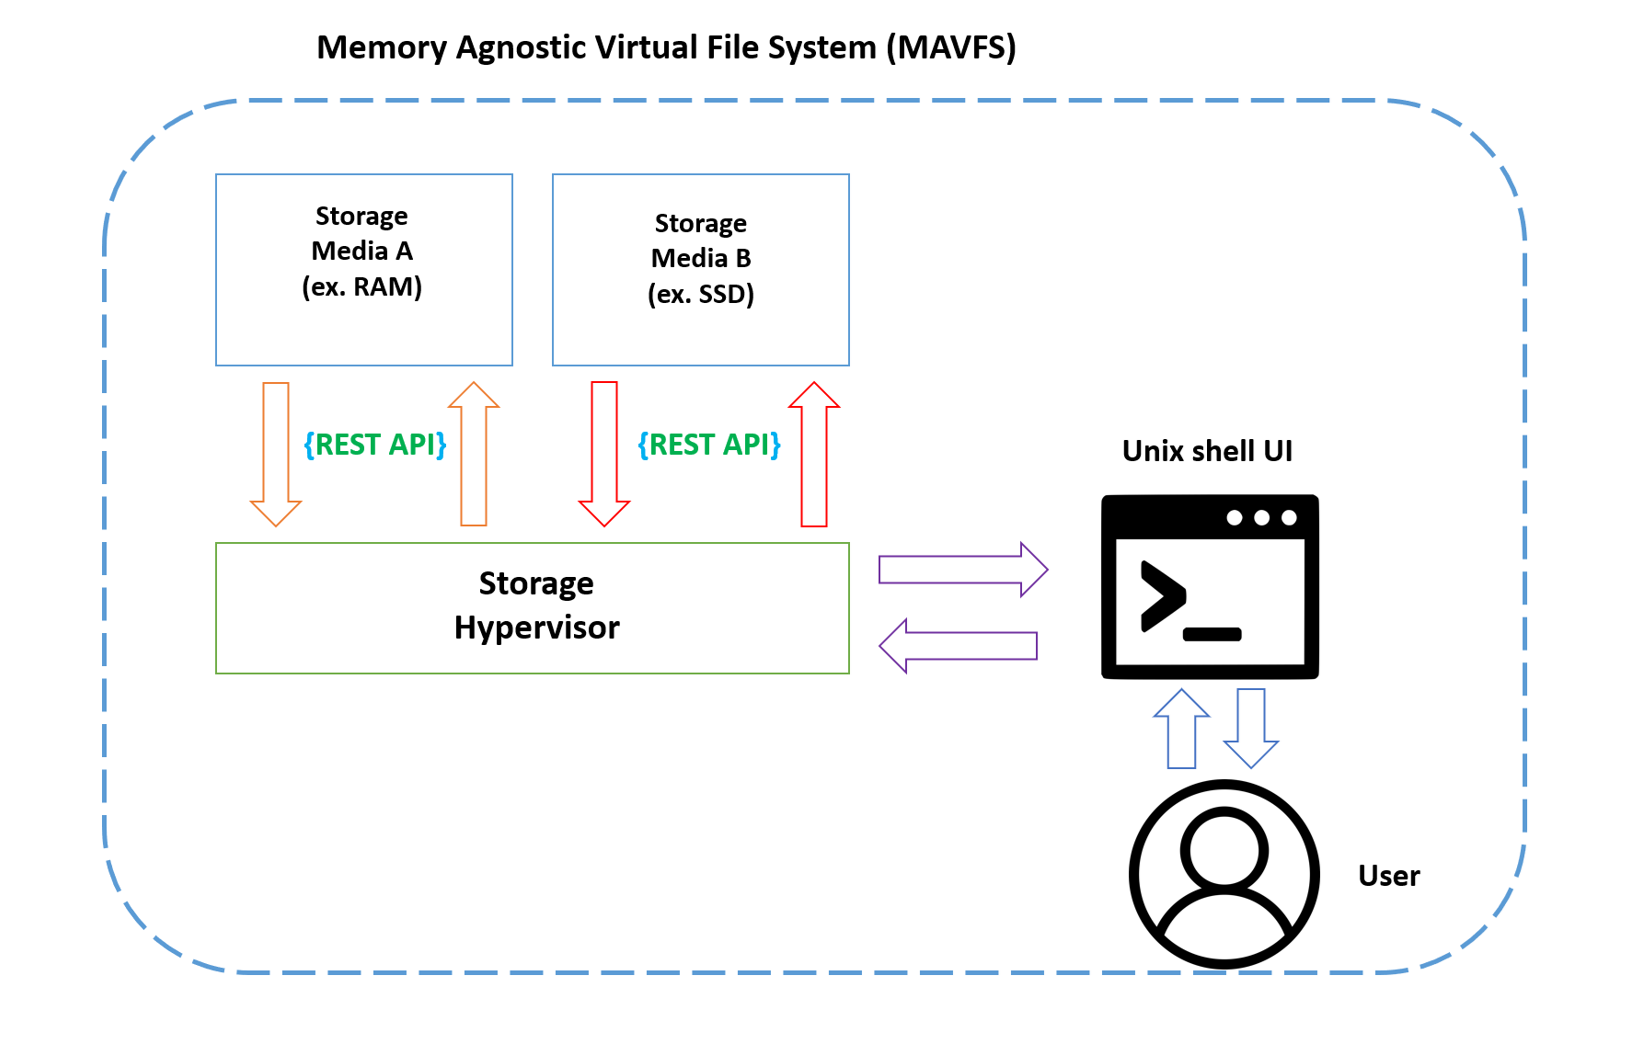 Memory Agnostic Virtual File System (MAVFS)
Storage
Media A
(ex. RAM)
Storage
Media B
(ex. SSD)
{REST API}
{REST API}
Unix shell UI
>_
Storage
Hypervisor
User